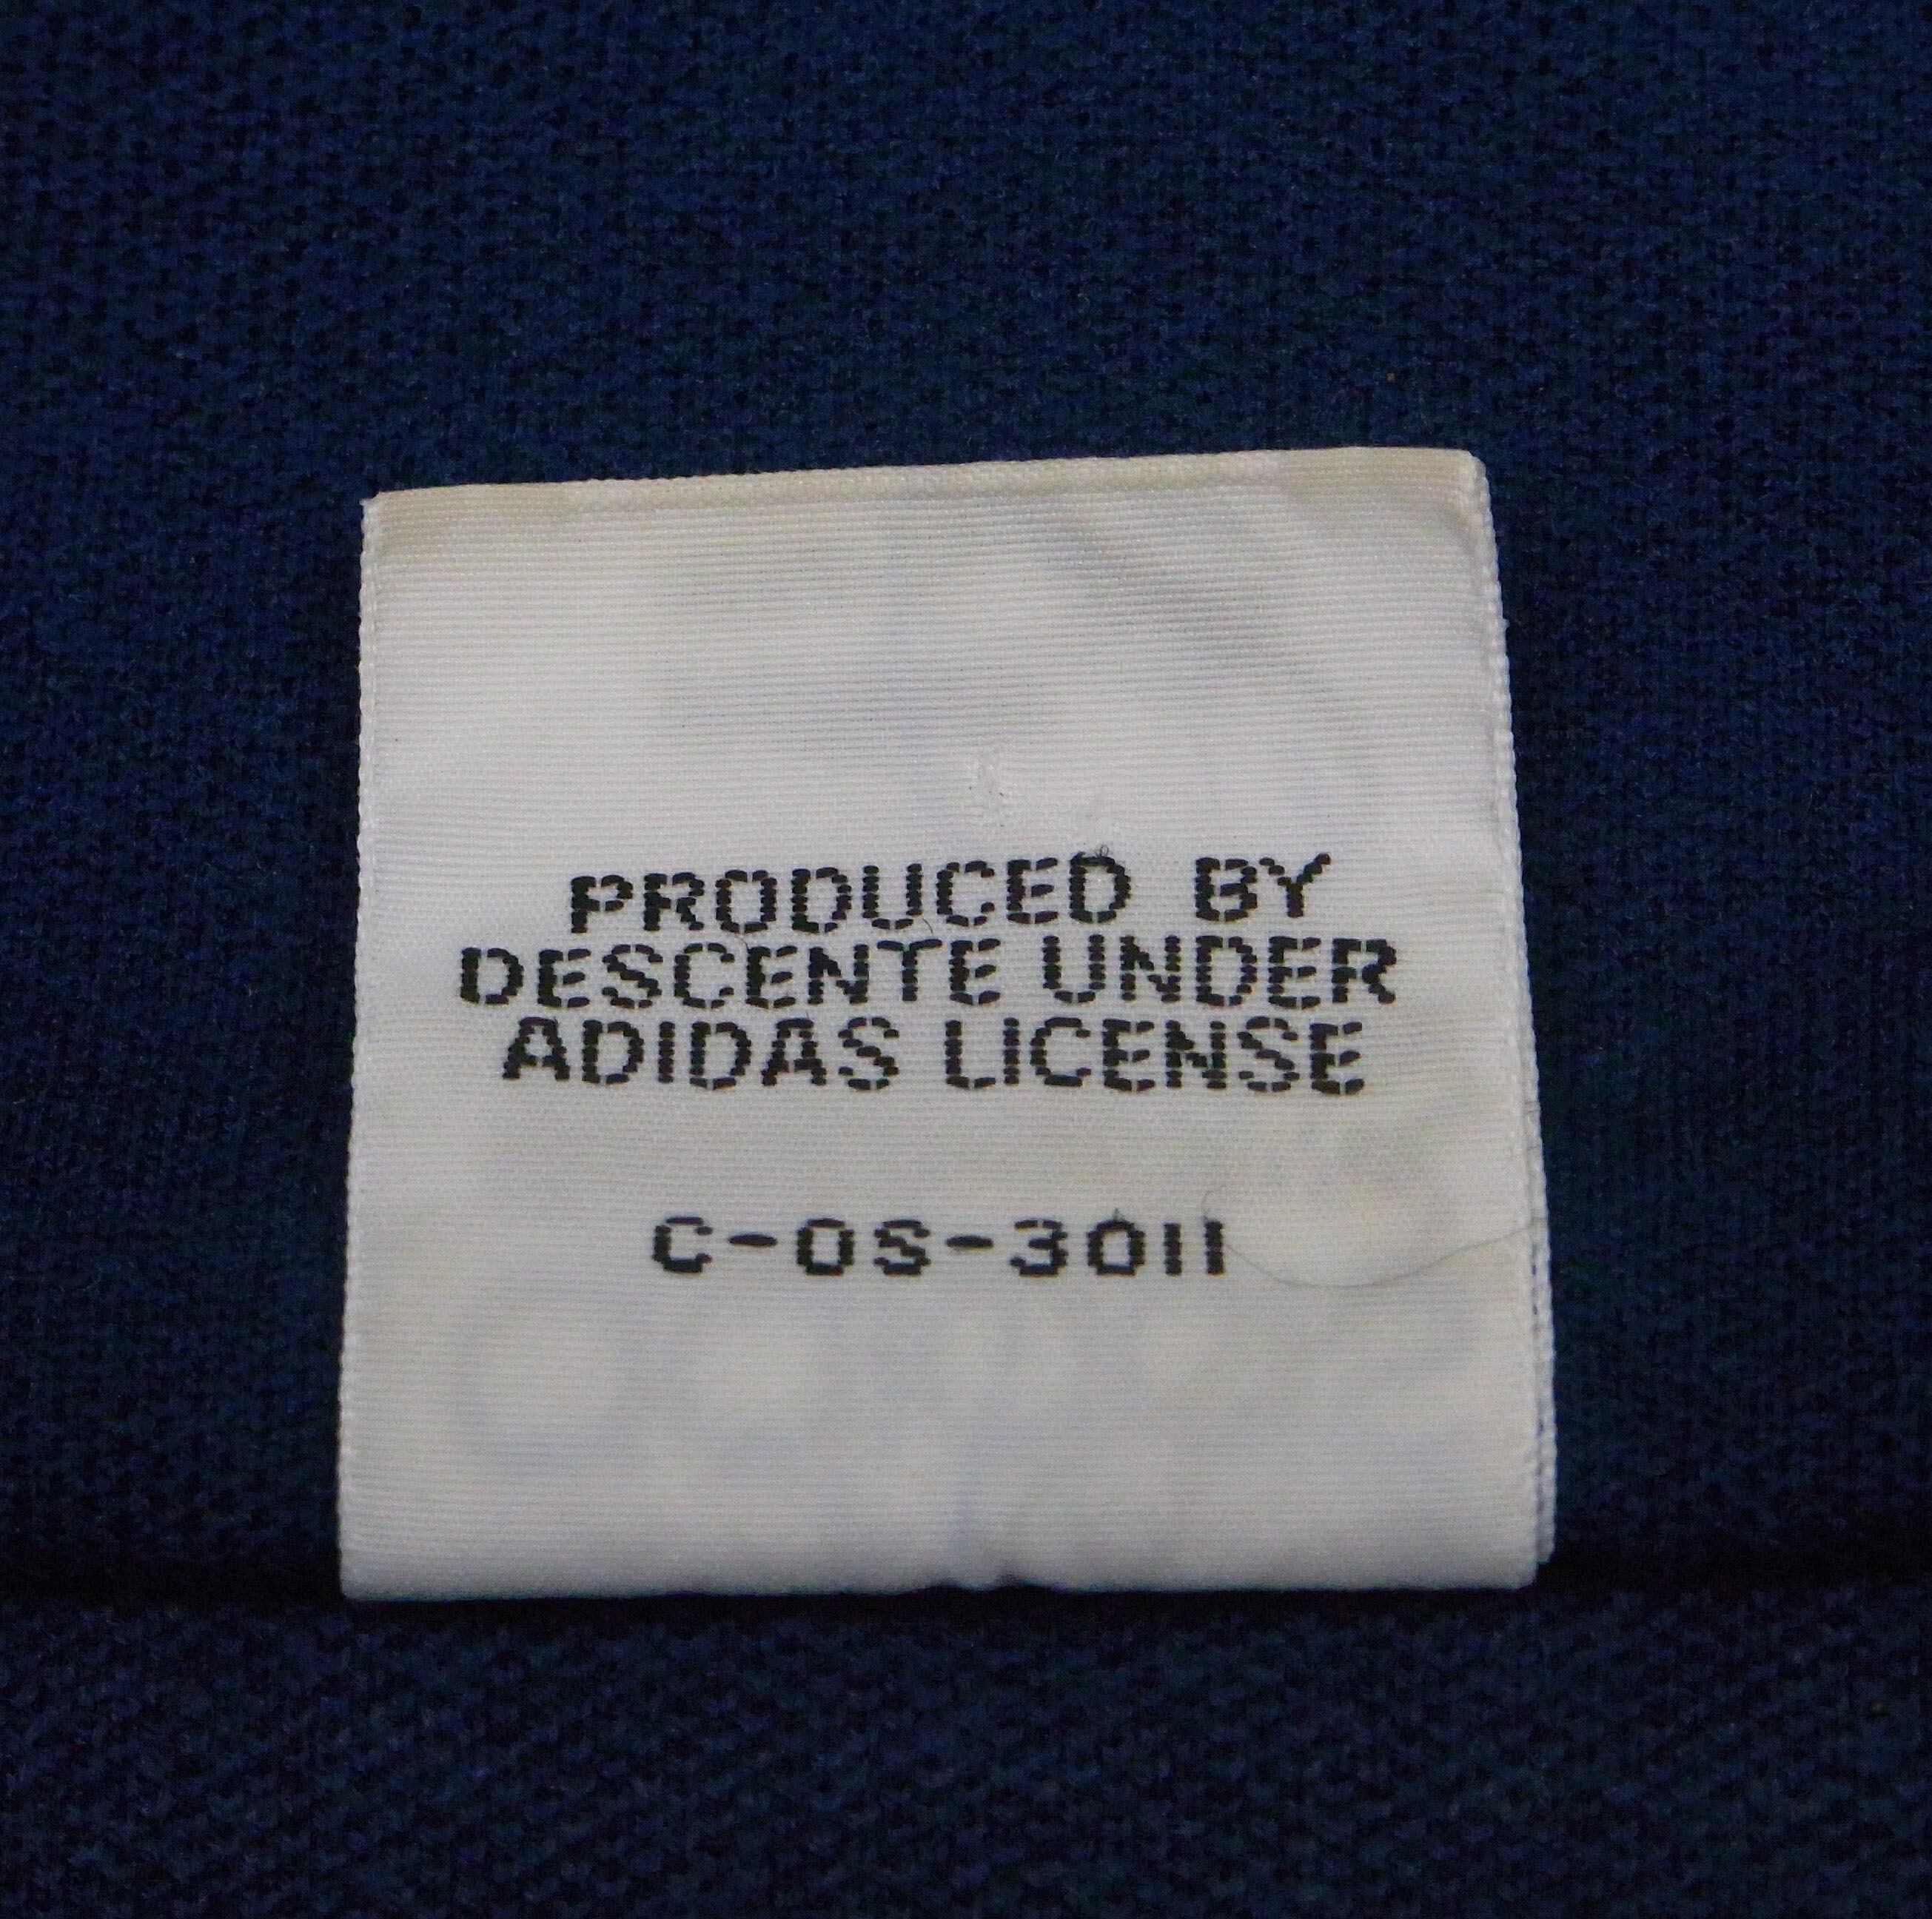 PRODUCED BY
DESCENTE UNDER
ADIDAS LICENSE
C-OS-3011